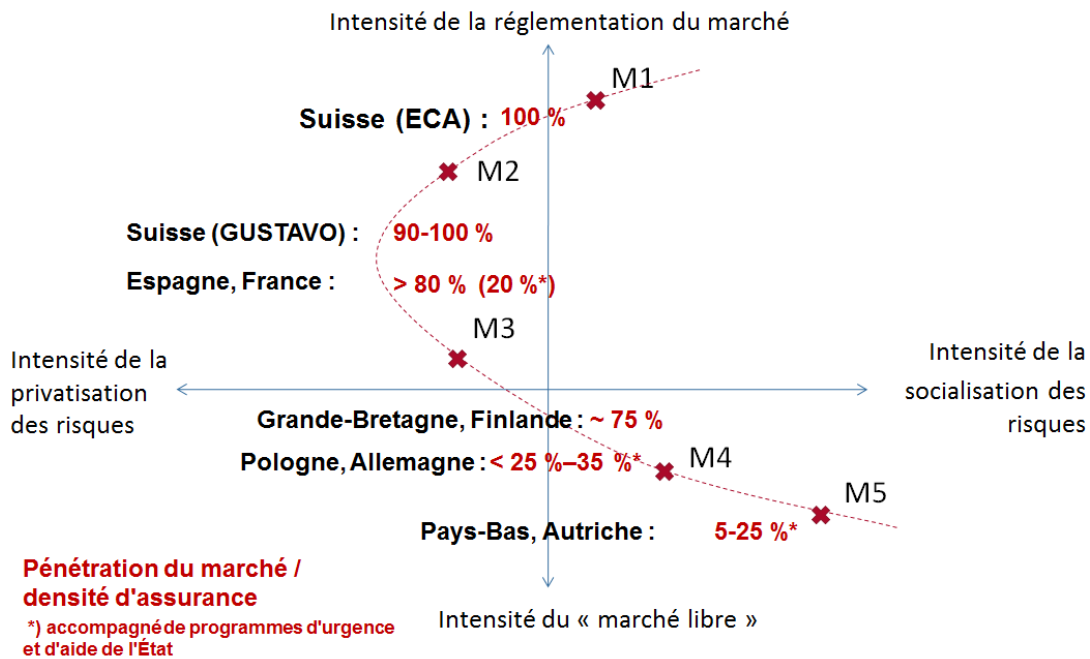 Intensité de la réglementation du marché
M1
Suisse (ECA) : 100 %
M2
Suisse (GUSTAVO) : 90-100 %
Espagne, France : > 80 % (20 %*)
M3
Intensité de la
privatisation
des risques
Intensité de la
socialisation des
risques
Grande-Bretagne, Finlande : ~ 75 %
Pologne, Allemagne : < 25 %–35 %*
M4
M5
Pays-Bas, Autriche : 5-25 %*
Pénétration du marché /
densité d'assurance
*) accompagné de programmes d'urgence
et d'aide de l'État
Intensité du « marché libre »